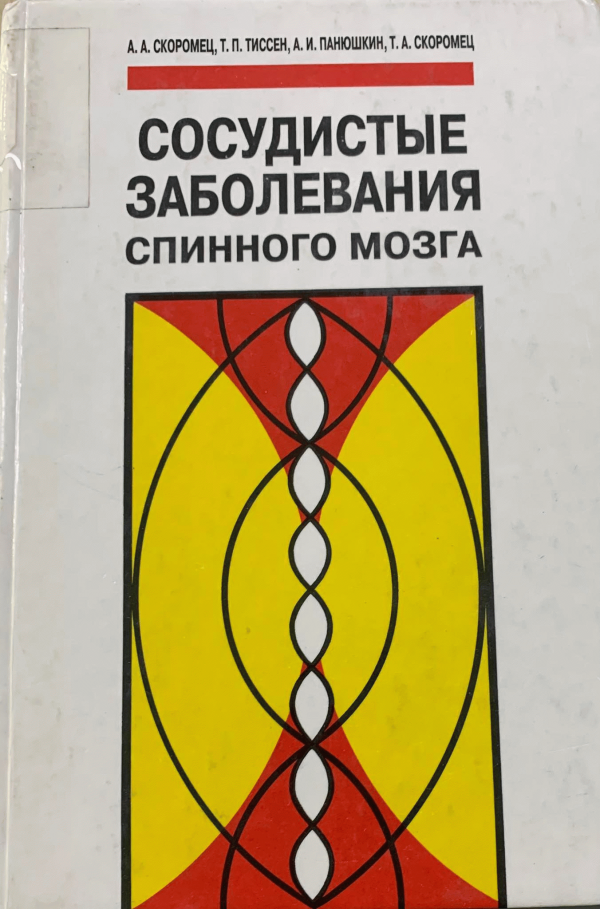 А. А. СКОРОМЕЦ, Т. П. ТИССЕН, А. И. ПАНЮШКИН, Т. А. СКОРОМЕЦ
СОСУДИСТЫЕ
ЗАБОЛЕВАНИЯ
СПИННОГО МОЗГА